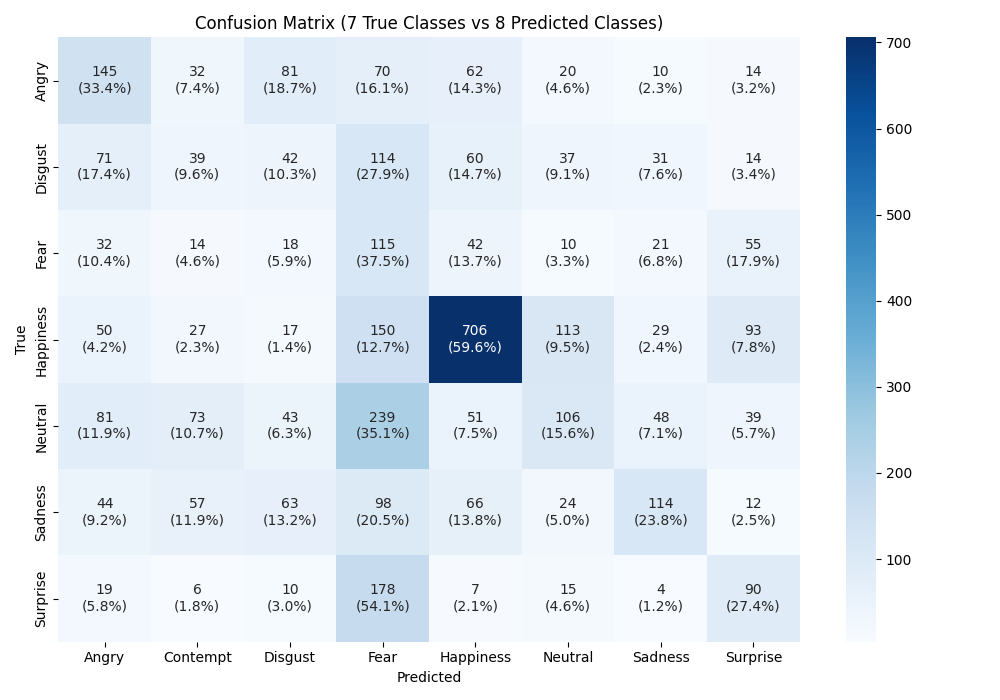 Confusion Matrix (7 True Classes vs 8 Predicted Classes)
True
Angry
145 32 81 70 62 20 10 14
(33.4%) (7.4%) (18.7%) (16.1%) (14.3%) (4.6%) (2.3%) (3.2%)
Disgust
71 39 42 114 60 37 31 14
(17.4%) (9.6%) (10.3%) (27.9%) (14.7%) (9.1%) (7.6%) (3.4%)
Fear
32 14 18 115 42 10 21 55
(10.4%) (4.6%) (5.9%) (37.5%) (13.7%) (3.3%) (6.8%) (17.9%)
Happiness
50 27 17 150 706 113 29 93
(4.2%) (2.3%) (1.4%) (12.7%) (59.6%) (9.5%) (2.4%) (7.8%)
Neutral
81 73 43 239 51 106 48 39
(11.9%) (10.7%) (6.3%) (35.1%) (7.5%) (15.6%) (7.1%) (5.7%)
Sadness
44 57 63 98 66 24 114 12
(9.2%) (11.9%) (13.2%) (20.5%) (13.8%) (5.0%) (23.8%) (2.5%)
Surprise
19 6 10 178 7 15 4 90
(5.8%) (1.8%) (3.0%) (54.1%) (2.1%) (4.6%) (1.2%) (27.4%)
Angry Contempt Disgust Fear Happiness Neutral Sadness Surprise
Predicted
700
600
500
400
300
200
100